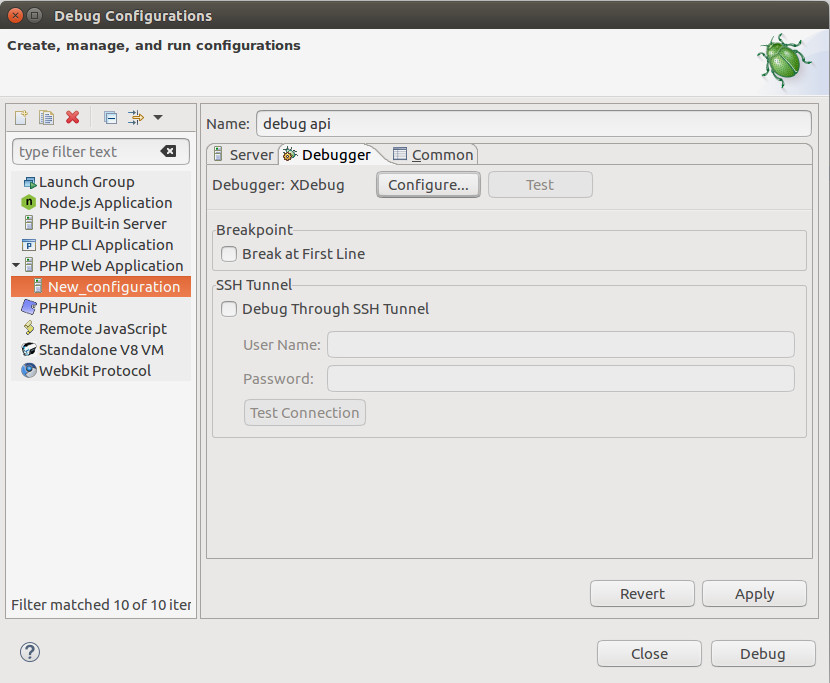 Debug Configurations
Create, manage, and run configurations
Name: debug api
type filter text
Server Debugger Common
Launch Group
Node.js Application
PHP Built-in Server
PHP CLI Application
PHP Web Application
New_configuration
PHPUnit
Remote JavaScript
Standalone V8 VM
WebKit Protocol
Filter matched 10 of 10 iter
Debugger: XDebug Configure... Test
Breakpoint
Break at First Line
SSH Tunnel
Debug Through SSH Tunnel
User Name:
Password:
Test Connection
Revert Apply
Close Debug